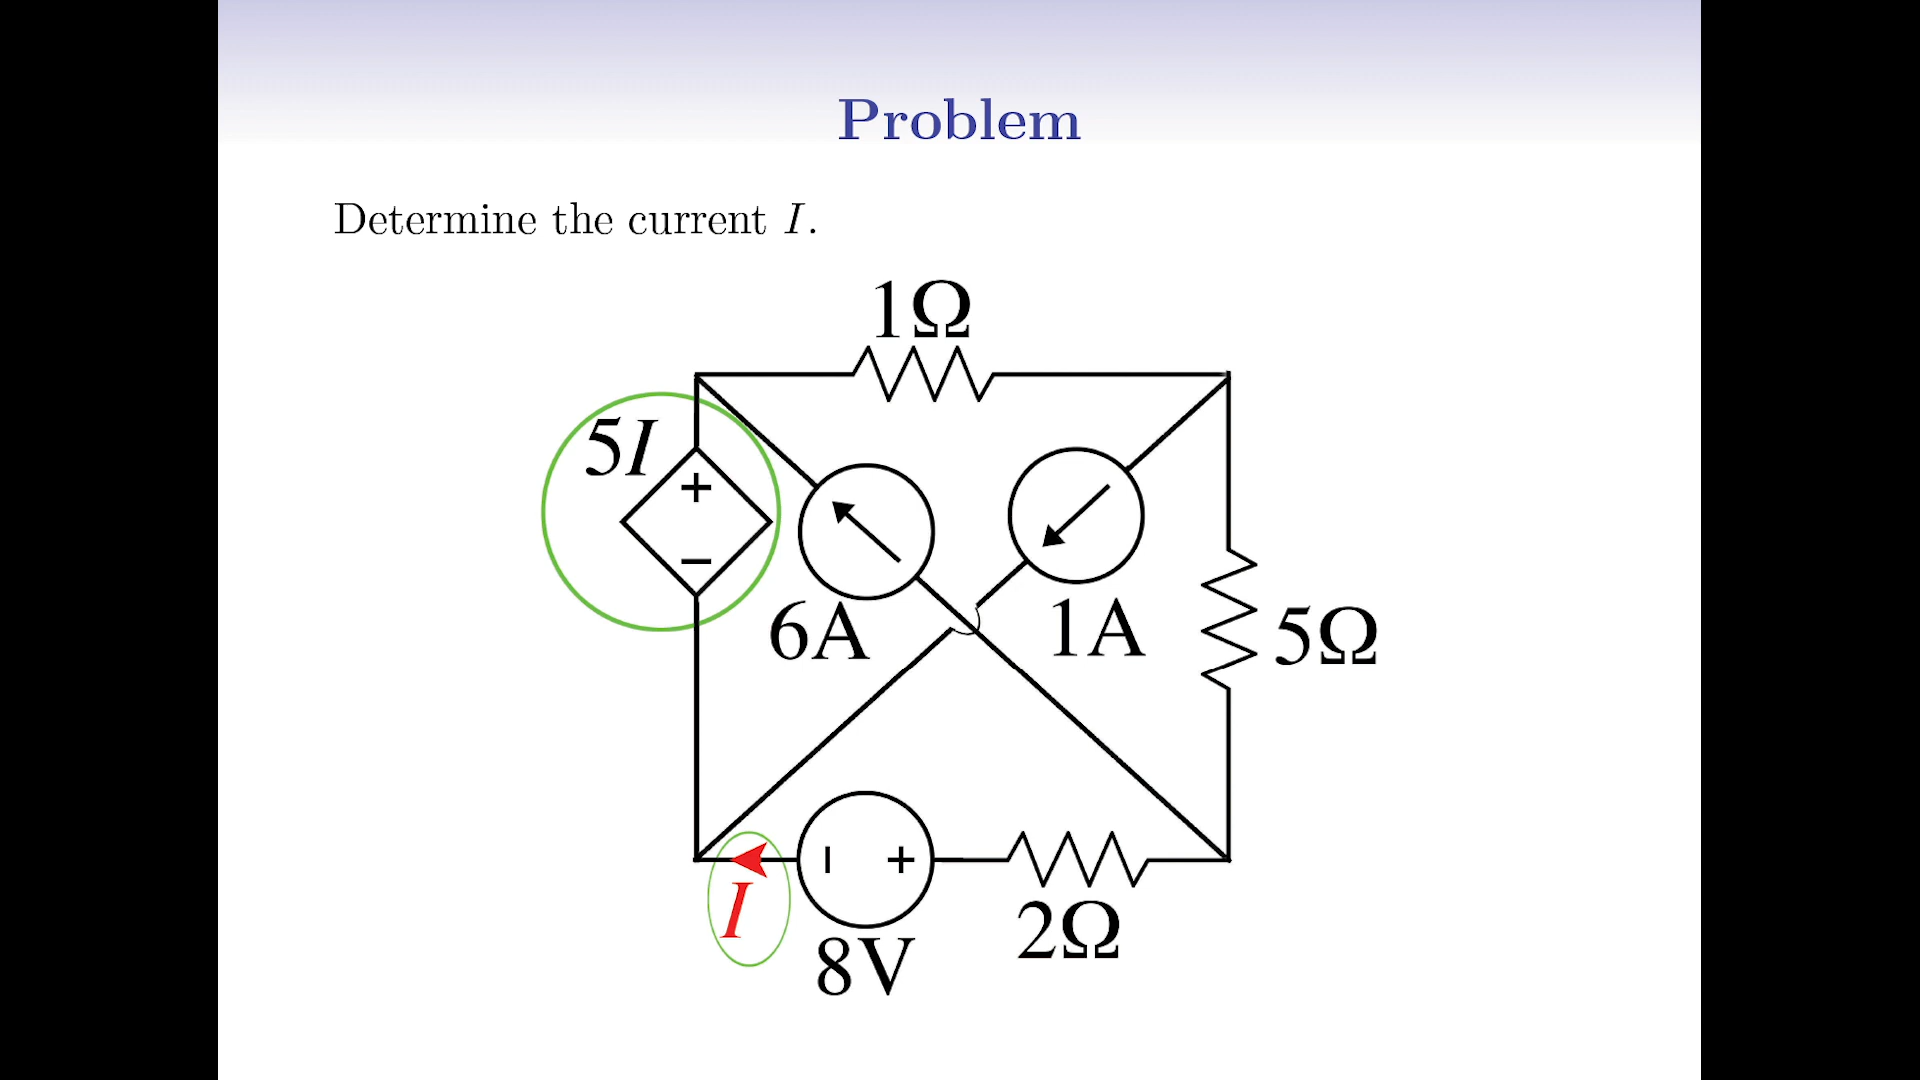 Problem
Determine the current I.
1Ω
5I
+
−
6A
1A
5Ω
− +
I
2Ω
8V